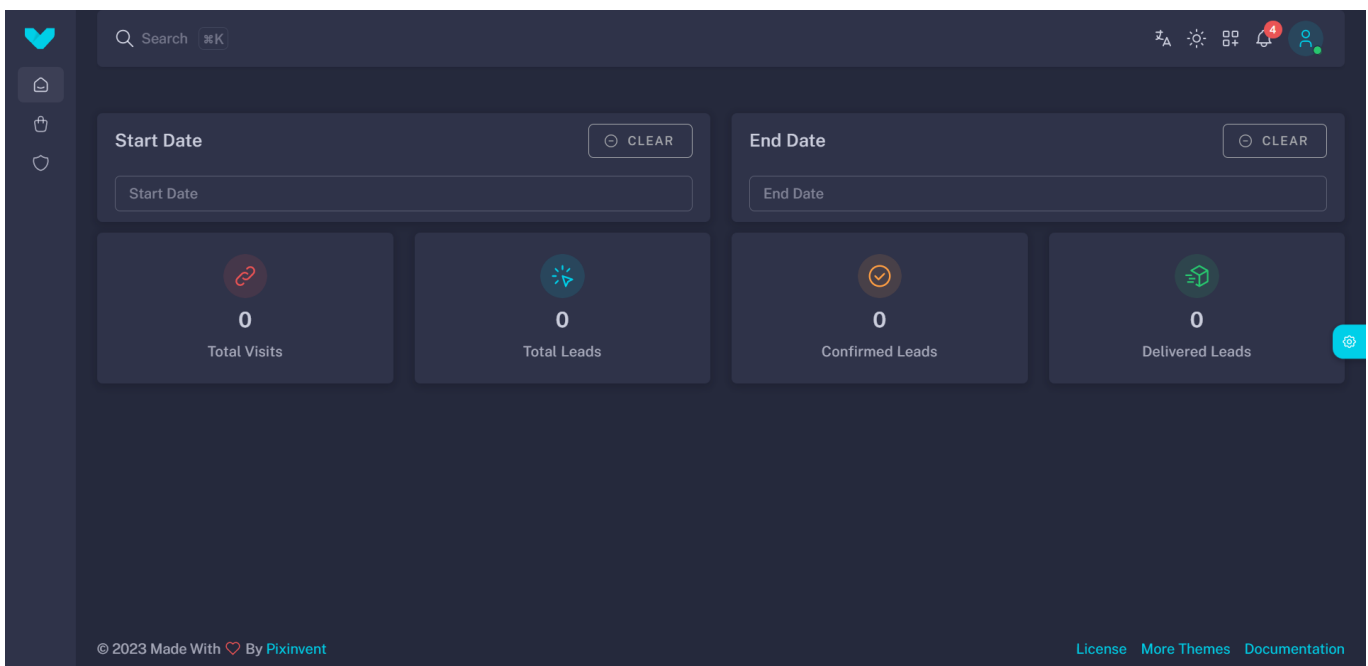 Search ⌘K
4
Start Date
CLEAR
End Date
CLEAR
Start Date
End Date
0
Total Visits
0
Total Leads
0
Confirmed Leads
0
Delivered Leads
© 2023 Made With ♡ By Pixinvent
License More Themes Documentation